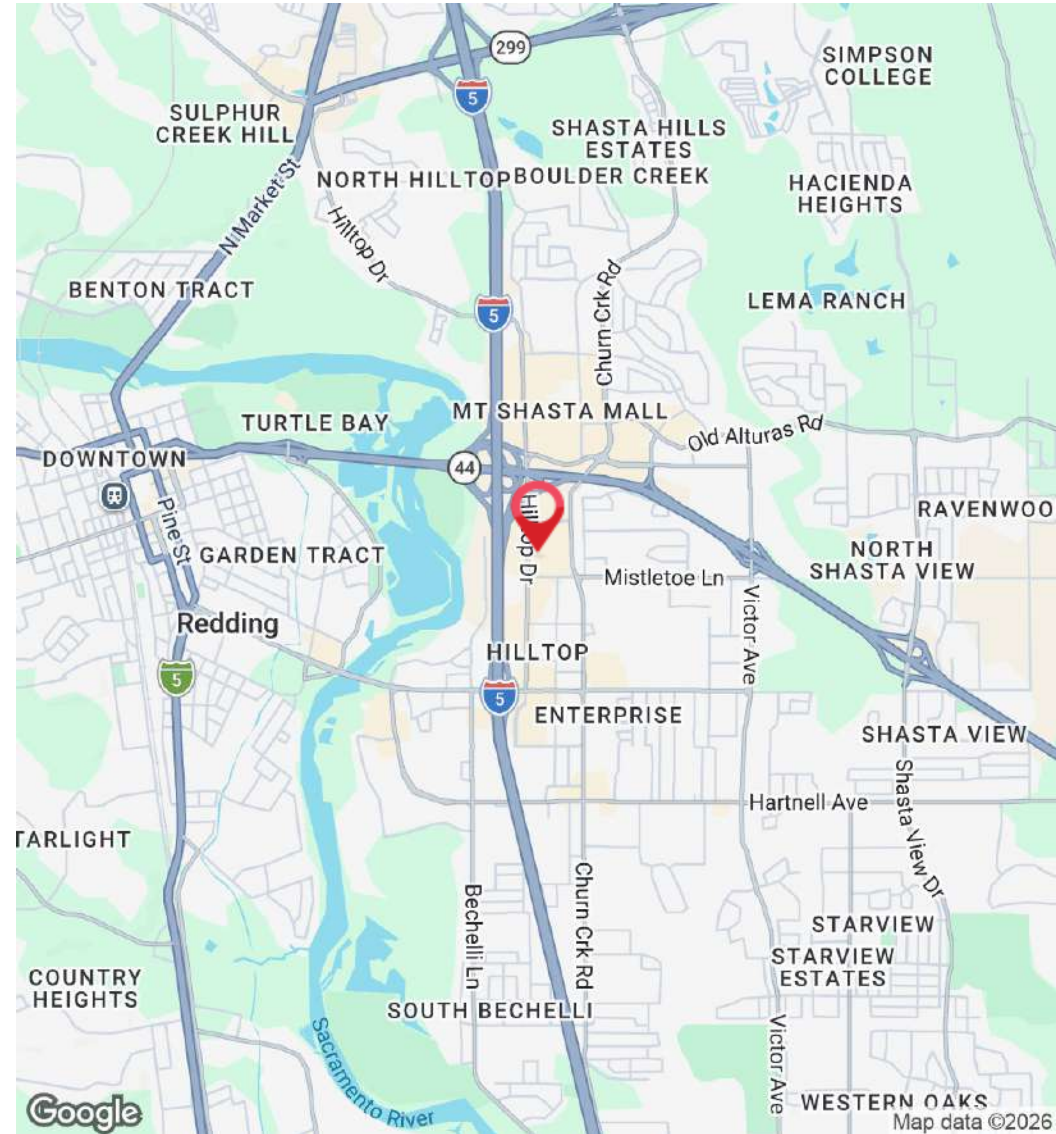 299
SIMPSON
COLLEGE
5
SULPHUR
CREEK HILL
SHASTA HILLS
ESTATES
NORTH HILLTOP
BOULDER CREEK
HACIENDA
HEIGHTS
N Market St
Hilltop Dr
BENTON TRACT
Churn Crk Rd
LEMA RANCH
5
MT SHASTA MALL
TURTLE BAY
Old Alturas Rd
DOWNTOWN
44
Hilltop Dr
RAVENWOO
Pine St
GARDEN TRACT
NORTH
SHASTA VIEW
Mistletoe Ln
Victor Ave
Redding
HILLTOP
5
5
ENTERPRISE
SHASTA VIEW
Hartnell Ave
Shasta View Dr
TARLIGHT
Bechelli Ln
Churn Crk Rd
STARVIEW
STARVIEW
ESTATES
COUNTRY
HEIGHTS
SOUTH BECHELLI
Sacramento River
Victor Ave
WESTERN OAKS
Google
Map data ©2026